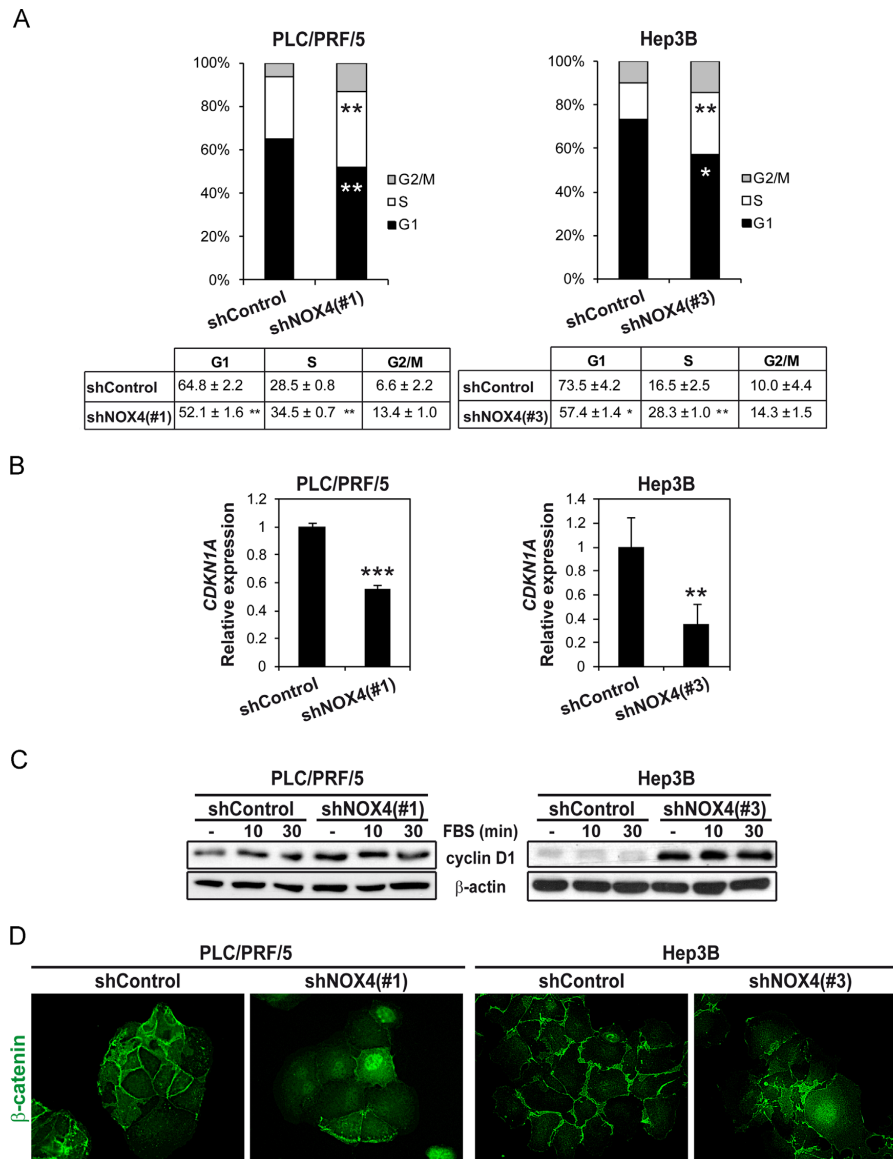 A
PLC/PRF/5
Hep3B
100%
80%
60%
40%
20%
0%
**
**
G2/M
S
G1
shControl
shNOX4(#1)
100%
80%
60%
40%
20%
0%
**
*
G2/M
S
G1
shControl
shNOX4(#3)
G1 S G2/M
shControl 64.8 ± 2.2 28.5 ± 0.8 6.6 ± 2.2
shNOX4(#1) 52.1 ± 1.6 ** 34.5 ± 0.7 ** 13.4 ± 1.0
G1 S G2/M
shControl 73.5 ±4.2 16.5 ±2.5 10.0 ±4.4
shNOX4(#3) 57.4 ±1.4 * 28.3 ±1.0 ** 14.3 ±1.5
B
PLC/PRF/5
CDKN1A
Relative expression
1.2
1
0.8
0.6
0.4
0.2
0
***
shControl
shNOX4(#1)
Hep3B
CDKN1A
Relative expression
1.4
1.2
1
0.8
0.6
0.4
0.2
0
**
shControl
shNOX4(#3)
C
PLC/PRF/5
Hep3B
shControl shNOX4(#1)
shControl shNOX4(#3)
- 10 30 - 10 30 FBS (min) - 10 30 - 10 30
cyclin D1
β-actin
D
PLC/PRF/5
Hep3B
shControl shNOX4(#1) shControl shNOX4(#3)
β-catenin